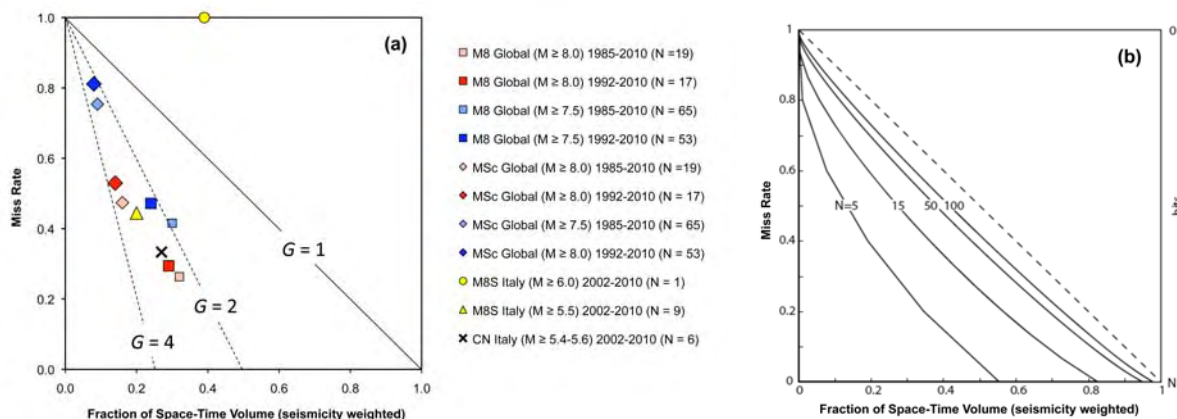 1.0
0.8
0.6
0.4
0.2
0.0
Miss Rate
0.0 0.2 0.4 0.6 0.8 1.0
Fraction of Space-Time Volume (seismicity weighted)
(a)
G = 1
G = 2
G = 4
M8 Global (M ≥ 8.0) 1985-2010 (N =19)
M8 Global (M ≥ 8.0) 1992-2010 (N = 17)
M8 Global (M ≥ 7.5) 1985-2010 (N = 65)
M8 Global (M ≥ 7.5) 1992-2010 (N = 53)
MSc Global (M ≥ 8.0) 1985-2010 (N =19)
MSc Global (M ≥ 8.0) 1992-2010 (N = 17)
MSc Global (M ≥ 7.5) 1985-2010 (N = 65)
MSc Global (M ≥ 8.0) 1992-2010 (N = 53)
M8S Italy (M ≥ 6.0) 2002-2010 (N = 1)
M8S Italy (M ≥ 5.5) 2002-2010 (N = 9)
CN Italy (M ≥ 5.4-5.6) 2002-2010 (N = 6)
1
0.8
0.6
0.4
0.2
0
Miss Rate
0 0.2 0.4 0.6 0.8 1
Fraction of Space-Time Volume (seismicity weighted)
(b)
N=5 15 50 100
N